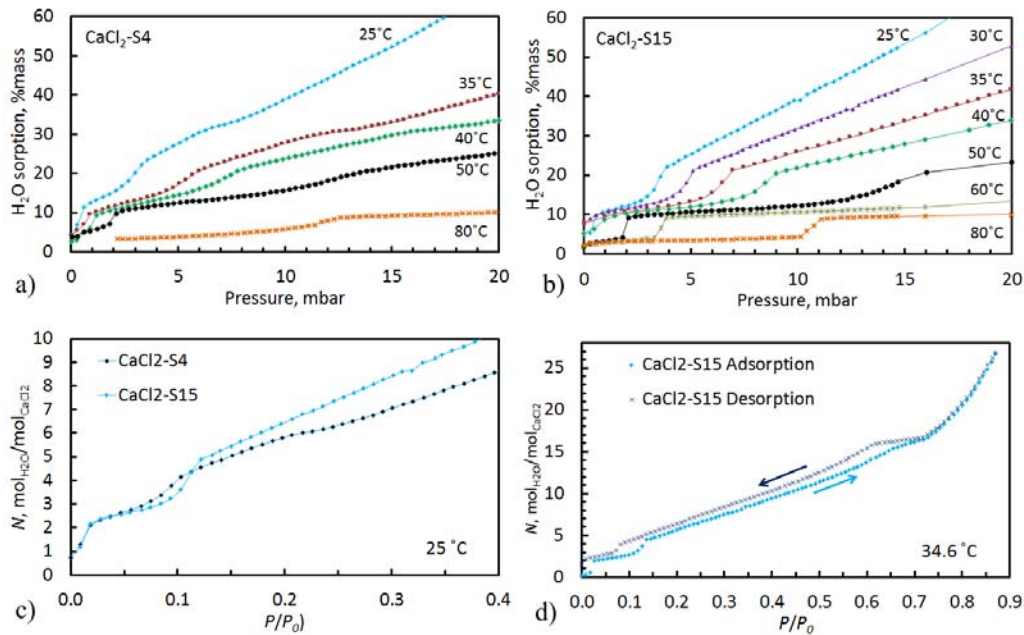 60
50
40
30
20
10
0
H₂O sorption, %mass
CaCl₂-S4
25˚C
35˚C
40˚C
50˚C
80˚C
0 5 10 15 20
Pressure, mbar
a)
60
50
40
30
20
10
0
H₂O sorption, %mass
CaCl₂-S15
25˚C
30˚C
35˚C
40˚C
50˚C
60˚C
80˚C
0 5 10 15 20
Pressure, mbar
b)
10
9
8
7
6
5
4
3
2
1
0
N, mol_H2O/mol_CaCl2
CaCl2-S4
CaCl2-S15
25 ˚C
0.0 0.1 0.2 0.3 0.4
P/P₀)
c)
25
20
15
10
5
0
N, mol_H2O/mol_CaCl2
CaCl2-S15 Adsorption
CaCl2-S15 Desorption
34.6 ˚C
0.0 0.1 0.2 0.3 0.4 0.5 0.6 0.7 0.8 0.9
P/P₀
d)